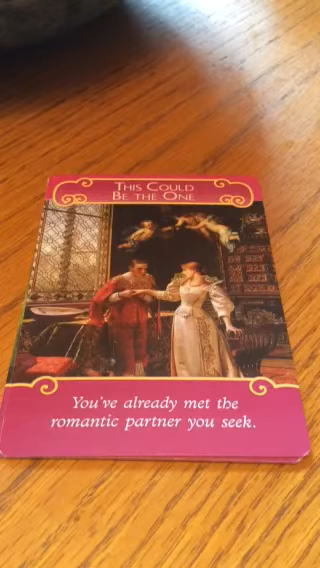 This Could
Be the One
You've already met the
romantic partner you seek.